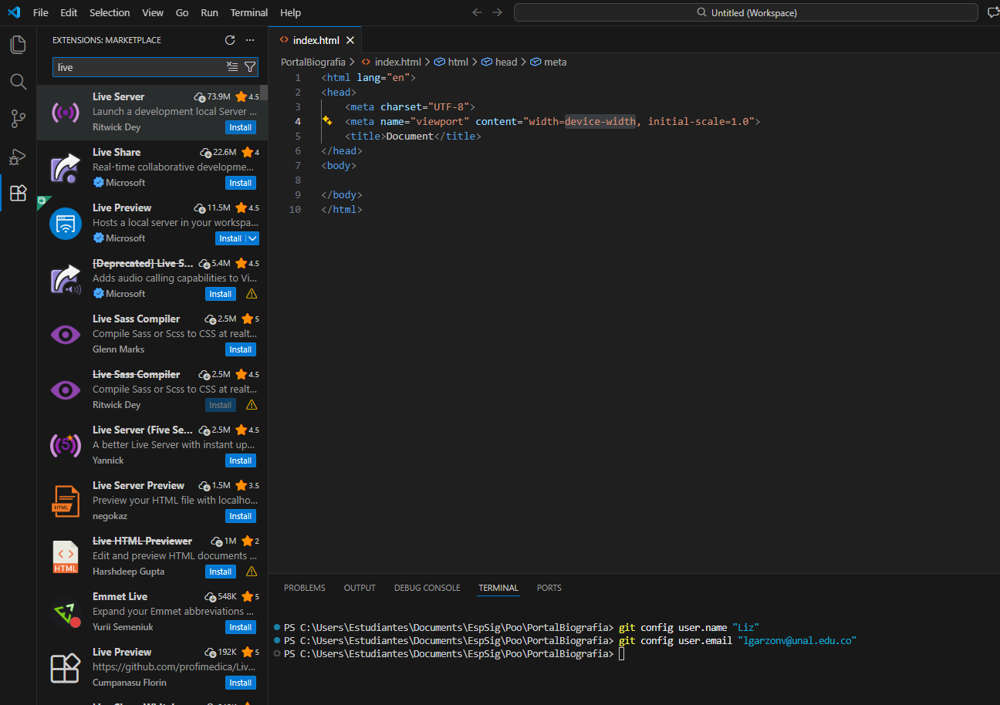 File Edit Selection View Go Run Terminal Help
Untitled (Workspace)
EXTENSIONS: MARKETPLACE
live
Live Server 73.9M 4.5
Launch a development local Server ...
Ritwick Dey Install
Live Share 22.6M 4
Real-time collaborative developme...
Microsoft Install
Live Preview 11.5M 4.5
Hosts a local server in your workspa...
Microsoft Install
[Deprecated] Live S... 5.4M 4.5
Adds audio calling capabilities to Vi...
Microsoft Install
Live Sass Compiler 2.5M 5
Compile Sass or Scss to CSS at realt...
Glenn Marks Install
Live Sass Compiler 2.5M 4.5
Compile Sass or Scss to CSS at realt...
Ritwick Dey Install
Live Server (Five Se... 2.5M 4.5
A better Live Server with instant up...
Yannick Install
5
Live Server Preview 1.5M 3.5
Preview your HTML file with localho...
negokaz Install
HTML
Live HTML Previewer 1M 2
Edit and preview HTML documents ...
Harshdeep Gupta Install
HTML
Emmet Live 548K 5
Expand your Emmet abbreviations ...
Yurii Semeniuk Install
Live Preview 192K 5
https://github.com/profimedica/Liv...
Cumpanasu Florin Install
index.html
PortalBiografia > index.html > html > head > meta
1 <html lang="en">
2 <head>
3 <meta charset="UTF-8">
4 <meta name="viewport" content="width=device-width, initial-scale=1.0">
5 <title>Document</title>
6 </head>
7 <body>
8
9 </body>
10 </html>
PROBLEMS OUTPUT DEBUG CONSOLE TERMINAL PORTS
PS C:\Users\Estudiantes\Documents\EspSig\Poo\PortalBiografia> git config user.name "Liz"
PS C:\Users\Estudiantes\Documents\EspSig\Poo\PortalBiografia> git config user.email "lgarzonv@unal.edu.co"
PS C:\Users\Estudiantes\Documents\EspSig\Poo\PortalBiografia>